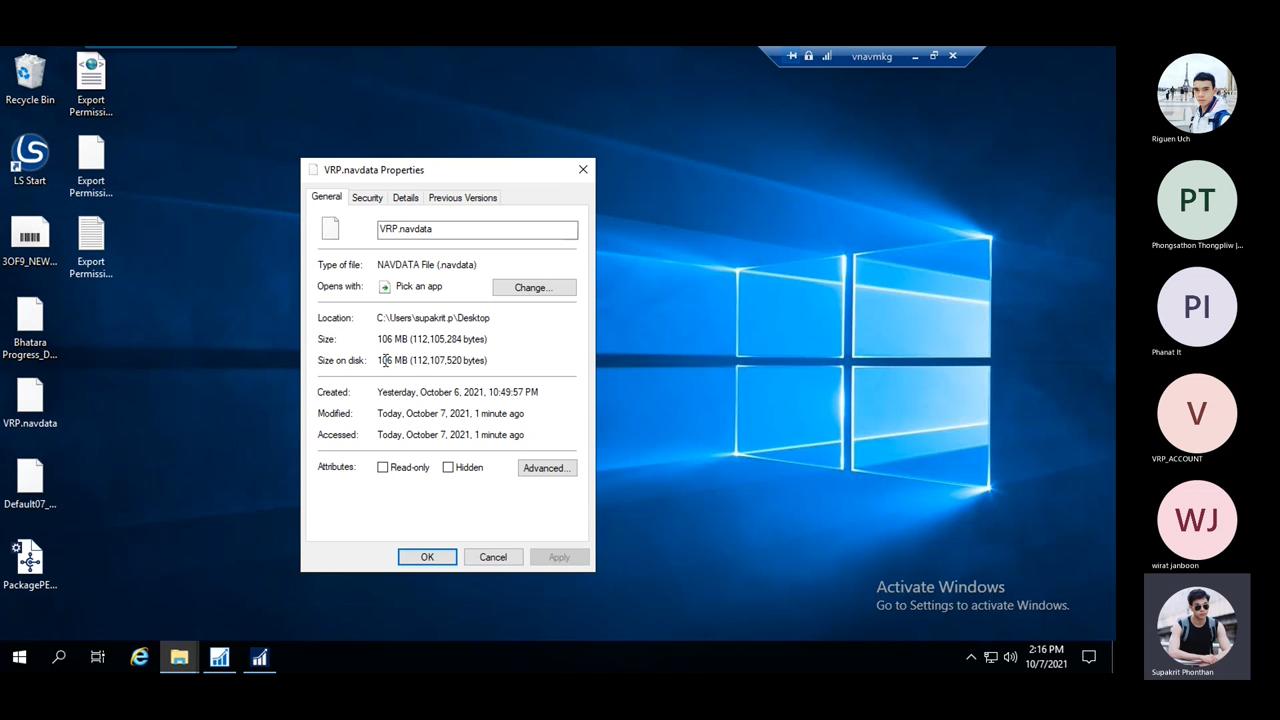 vnavmkg
Recycle Bin
Export
Permissi...
LS Start
Export
Permissi...
3OF9_NEW...
Export
Permissi...
Bhatara
Progress_D...
VRP.navdata
Default07_...
PackagePE...
VRP.navdata Properties
General
Security
Details
Previous Versions
VRP.navdata
Type of file:
NAVDATA File (.navdata)
Opens with:
Pick an app
Change...
Location:
C:\Users\supakrit.p\Desktop
Size:
106 MB (112,105,284 bytes)
Size on disk:
106 MB (112,107,520 bytes)
Created:
Yesterday, October 6, 2021, 10:49:57 PM
Modified:
Today, October 7, 2021, 1 minute ago
Accessed:
Today, October 7, 2021, 1 minute ago
Attributes:
Read-only
Hidden
Advanced...
OK
Cancel
Apply
Activate Windows
Go to Settings to activate Windows.
2:16 PM
10/7/2021
Riguen Uch
PT
Phongsathon Thongpliw |...
PI
Phanat It
V
VRP_ACCOUNT
WJ
wirat janboon
Supakrit Phonthan